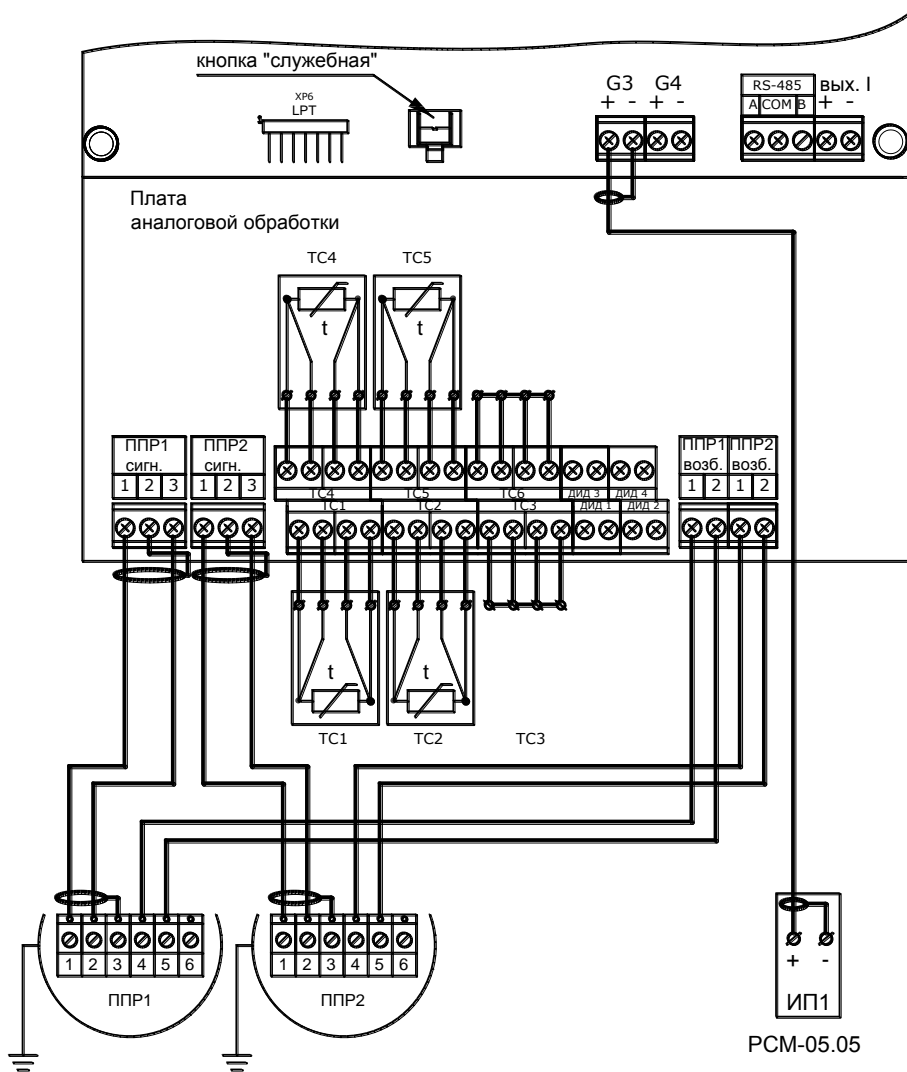 кнопка "служебная"
XP6
LPT
G3 G4
+ - + -
RS-485 вых. I
A COM B + -
Плата
аналоговой обработки
ТС4 ТС5
t t
ППР1 ППР2
сигн. сигн.
1 2 3 1 2 3
ППР1 ППР2
возб. возб.
1 2 1 2
ТС4 ТС5 ТС6 ДИД 3 ДИД 4
ТС1 ТС2 ТС3 ДИД 1 ДИД 2
t t
ТС1 ТС2 ТС3
1 2 3 4 5 6
ППР1
1 2 3 4 5 6
ППР2
+ -
ИП1
РСМ-05.05